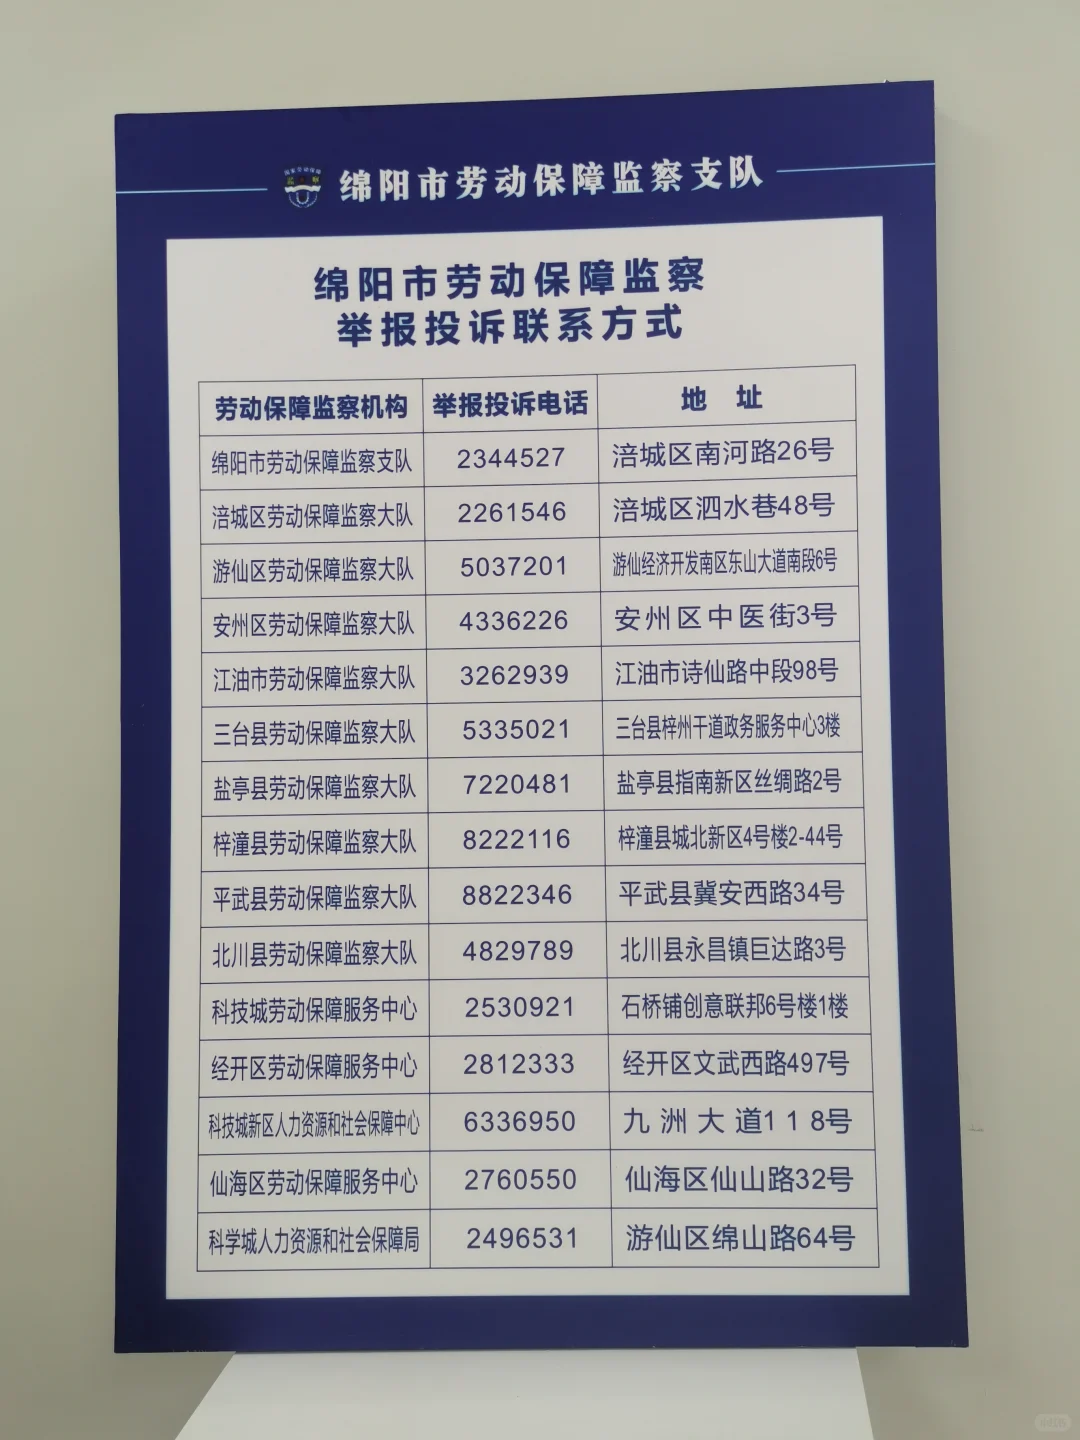 绵阳市劳动保障监察支队
绵阳市劳动保障监察
举报投诉联系方式
劳动保障监察机构 举报投诉电话 地 址
绵阳市劳动保障监察支队 2344527 涪城区南河路26号
涪城区劳动保障监察大队 2261546 涪城区泗水巷48号
游仙区劳动保障监察大队 5037201 游仙经济开发南区东山大道南段6号
安州区劳动保障监察大队 4336226 安州区中医街3号
江油市劳动保障监察大队 3262939 江油市诗仙路中段98号
三台县劳动保障监察大队 5335021 三台县梓州干道政务服务中心3楼
盐亭县劳动保障监察大队 7220481 盐亭县指南新区丝绸路2号
梓潼县劳动保障监察大队 8222116 梓潼县城北新区4号楼2-44号
平武县劳动保障监察大队 8822346 平武县冀安西路34号
北川县劳动保障监察大队 4829789 北川县永昌镇巨达路3号
科技城劳动保障服务中心 2530921 石桥铺创意联邦6号楼1楼
经开区劳动保障服务中心 2812333 经开区文武西路497号
科技城新区人力资源和社会保障中心 6336950 九洲大道118号
仙海区劳动保障服务中心 2760550 仙海区仙山路32号
科学城人力资源和社会保障局 2496531 游仙区绵山路64号